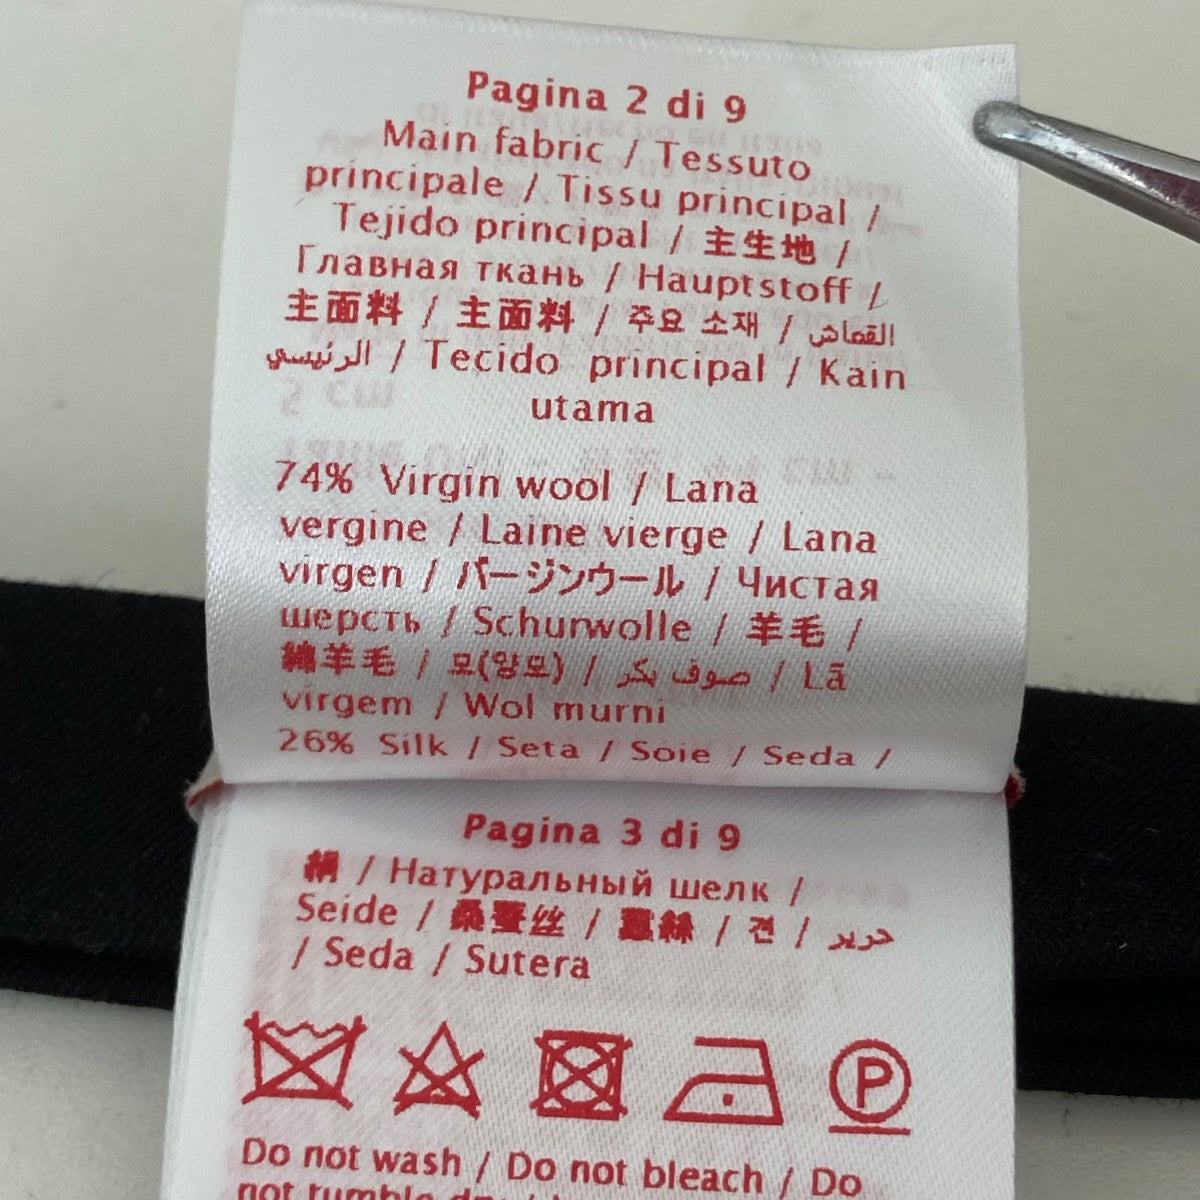 Pagina 2 di 9
Main fabric / Tessuto
principale / Tissu principal /
Tejido principal / 主生地 /
Главная ткань / Hauptstoff /
主面料 / 主面料 / 주요 소재 / القماش
الرئيسي / Tecido principal / Kain
utama
74% Virgin wool / Lana
vergine / Laine vierge / Lana
virgen / バージンウール / Чистая
шерсть / Schurwolle / 羊毛 /
綿羊毛 / 모(양모) / صوف بكر / Lã
virgem / Wol murni
26% Silk / Seta / Soie / Seda /
Pagina 3 di 9
絹 / Натуральный шелк /
Seide / 桑蚕丝 / 蠶絲 / 견 / حرير
/ Seda / Sutera
P
Do not wash / Do not bleach / Do
not tumble dry /